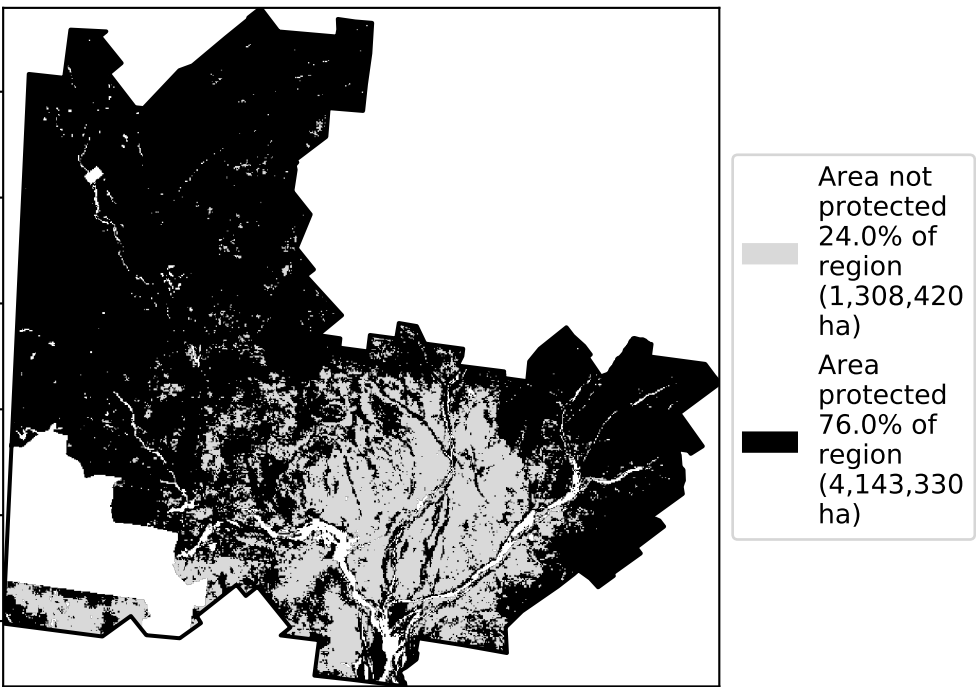 Area not
protected
24.0% of
region
(1,308,420
ha)
Area
protected
76.0% of
region
(4,143,330
ha)